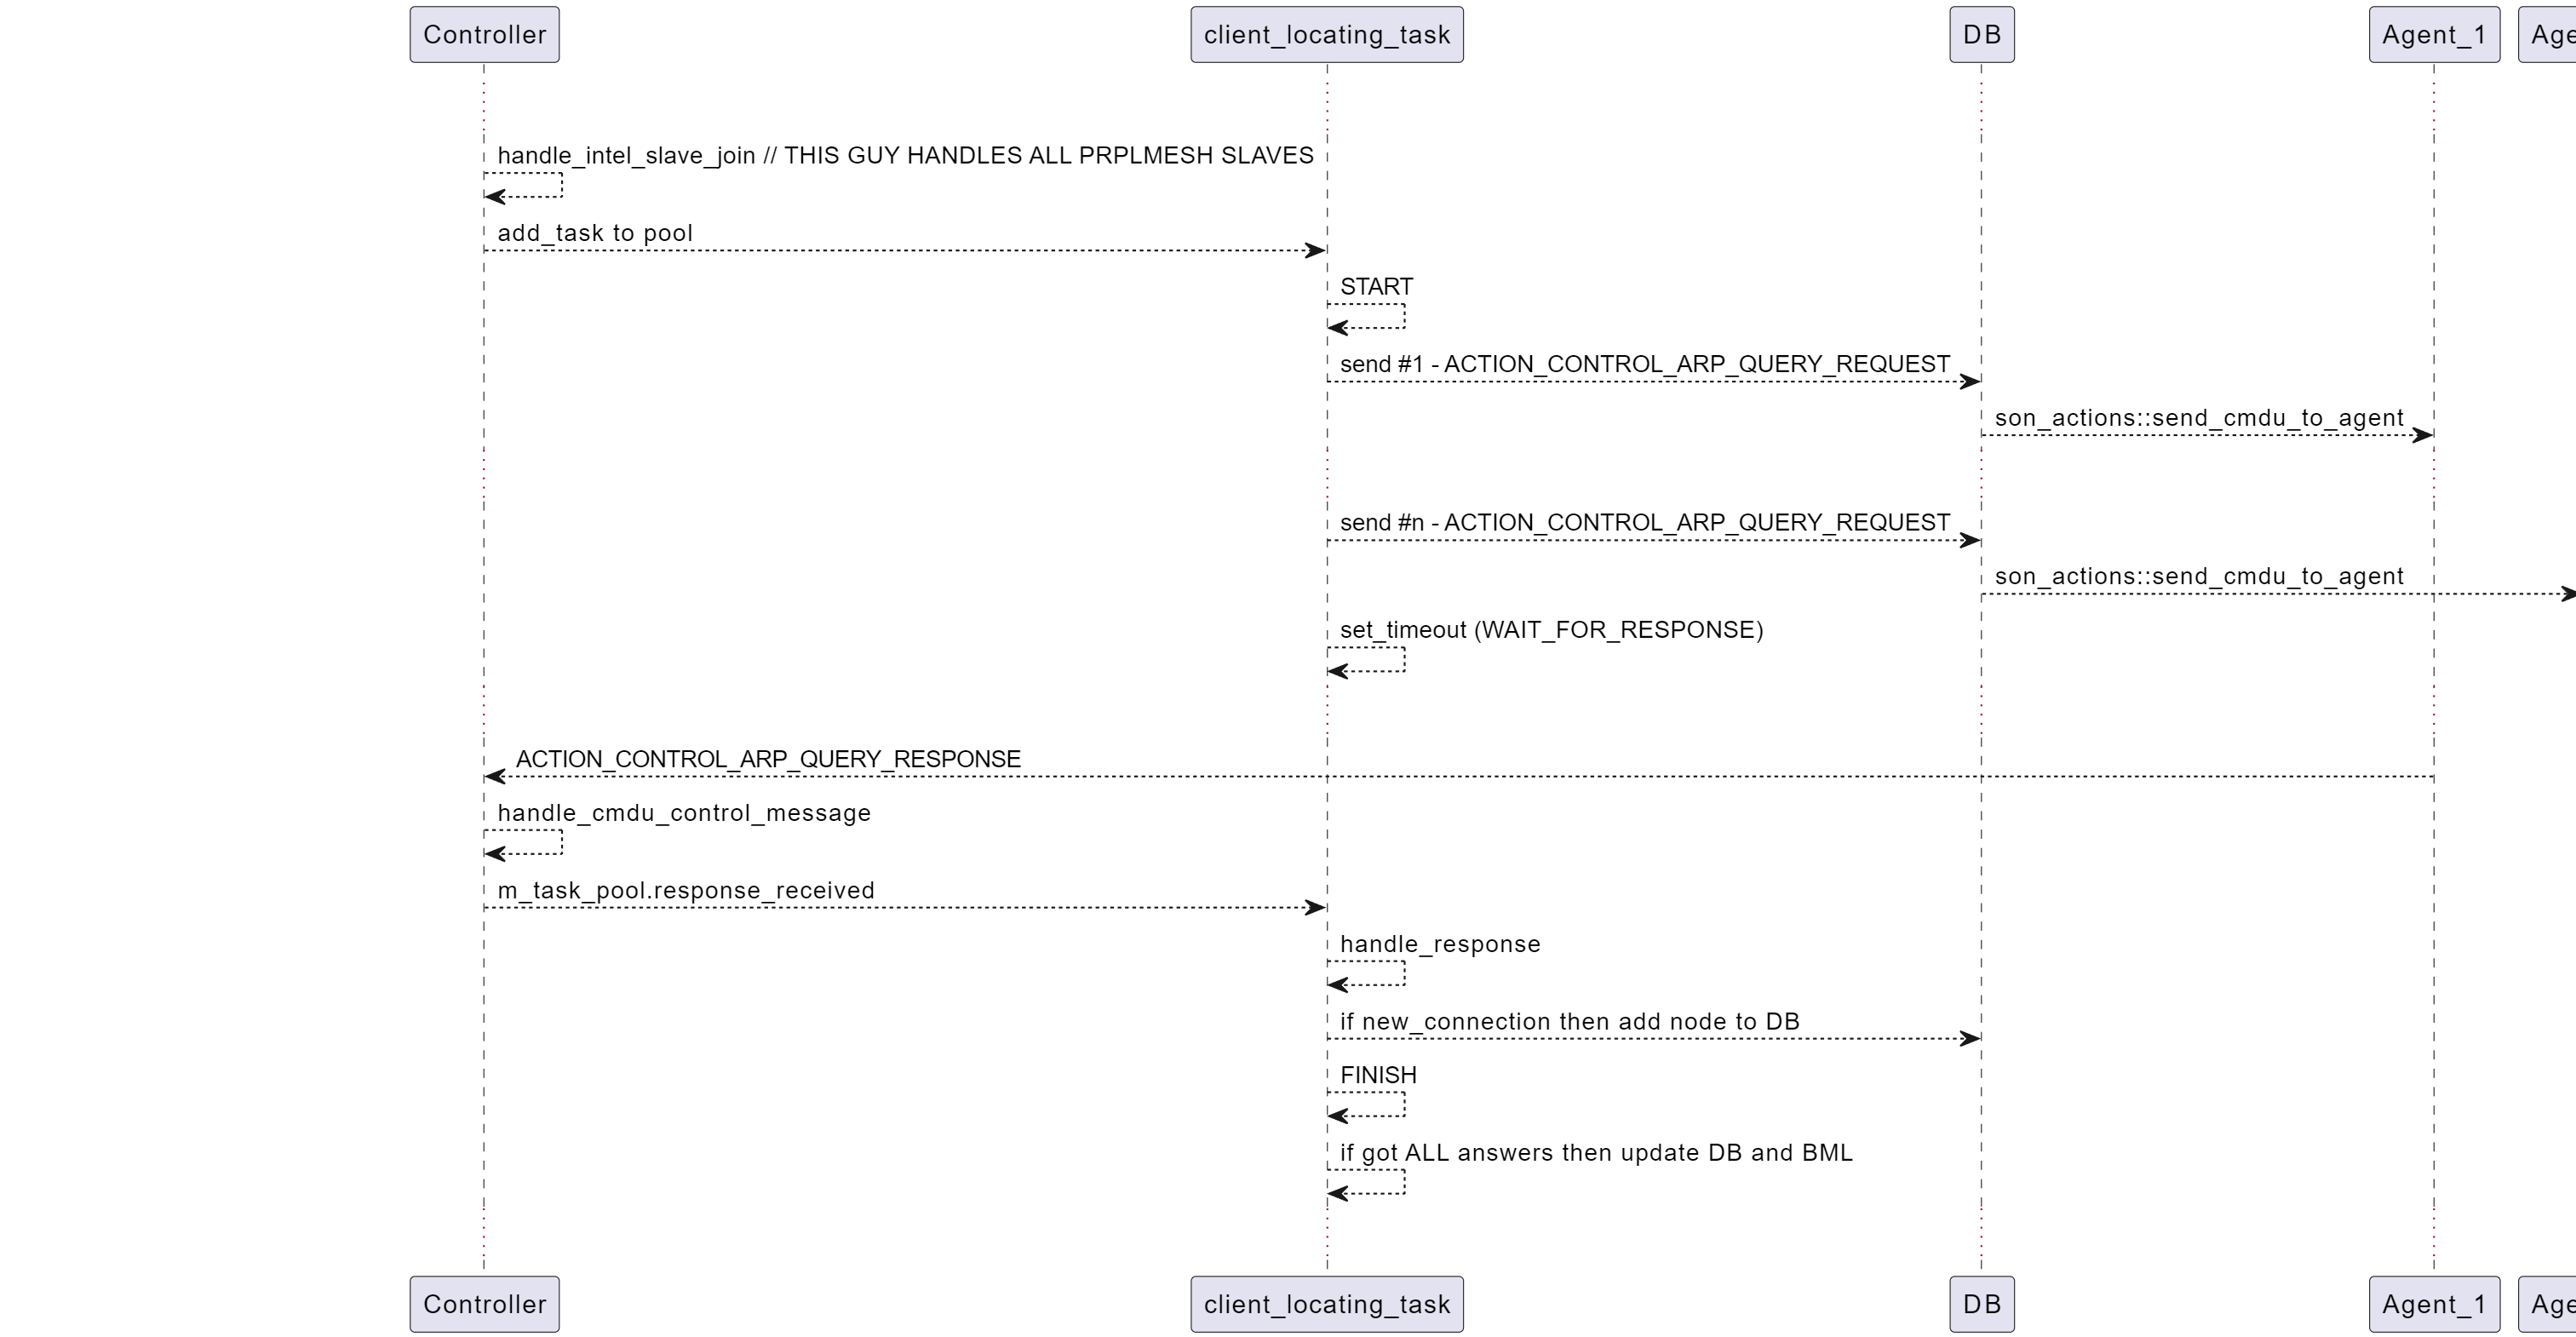 Controller
client_locating_task
DB
Agent_1
handle_intel_slave_join // THIS GUY HANDLES ALL PRPLMESH SLAVES
add_task to pool
START
send #1 - ACTION_CONTROL_ARP_QUERY_REQUEST
son_actions::send_cmdu_to_agent
send #n - ACTION_CONTROL_ARP_QUERY_REQUEST
son_actions::send_cmdu_to_agent
set_timeout (WAIT_FOR_RESPONSE)
ACTION_CONTROL_ARP_QUERY_RESPONSE
handle_cmdu_control_message
m_task_pool.response_received
handle_response
if new_connection then add node to DB
FINISH
if got ALL answers then update DB and BML
Controller
client_locating_task
DB
Agent_1